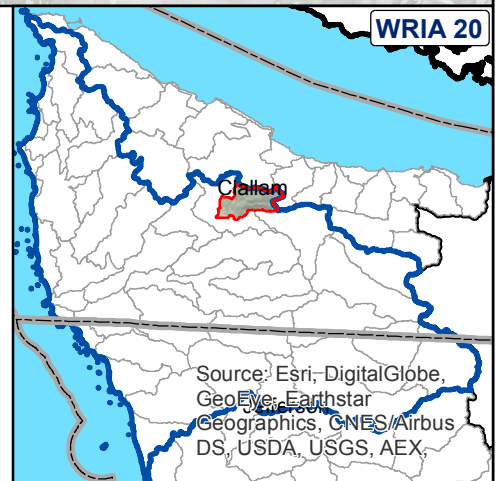 WRIA 20
Clallam
Source: Esri, DigitalGlobe,
GeoEye, Earthstar
Geographics, CNES/Airbus
DS, USDA, USGS, AEX,